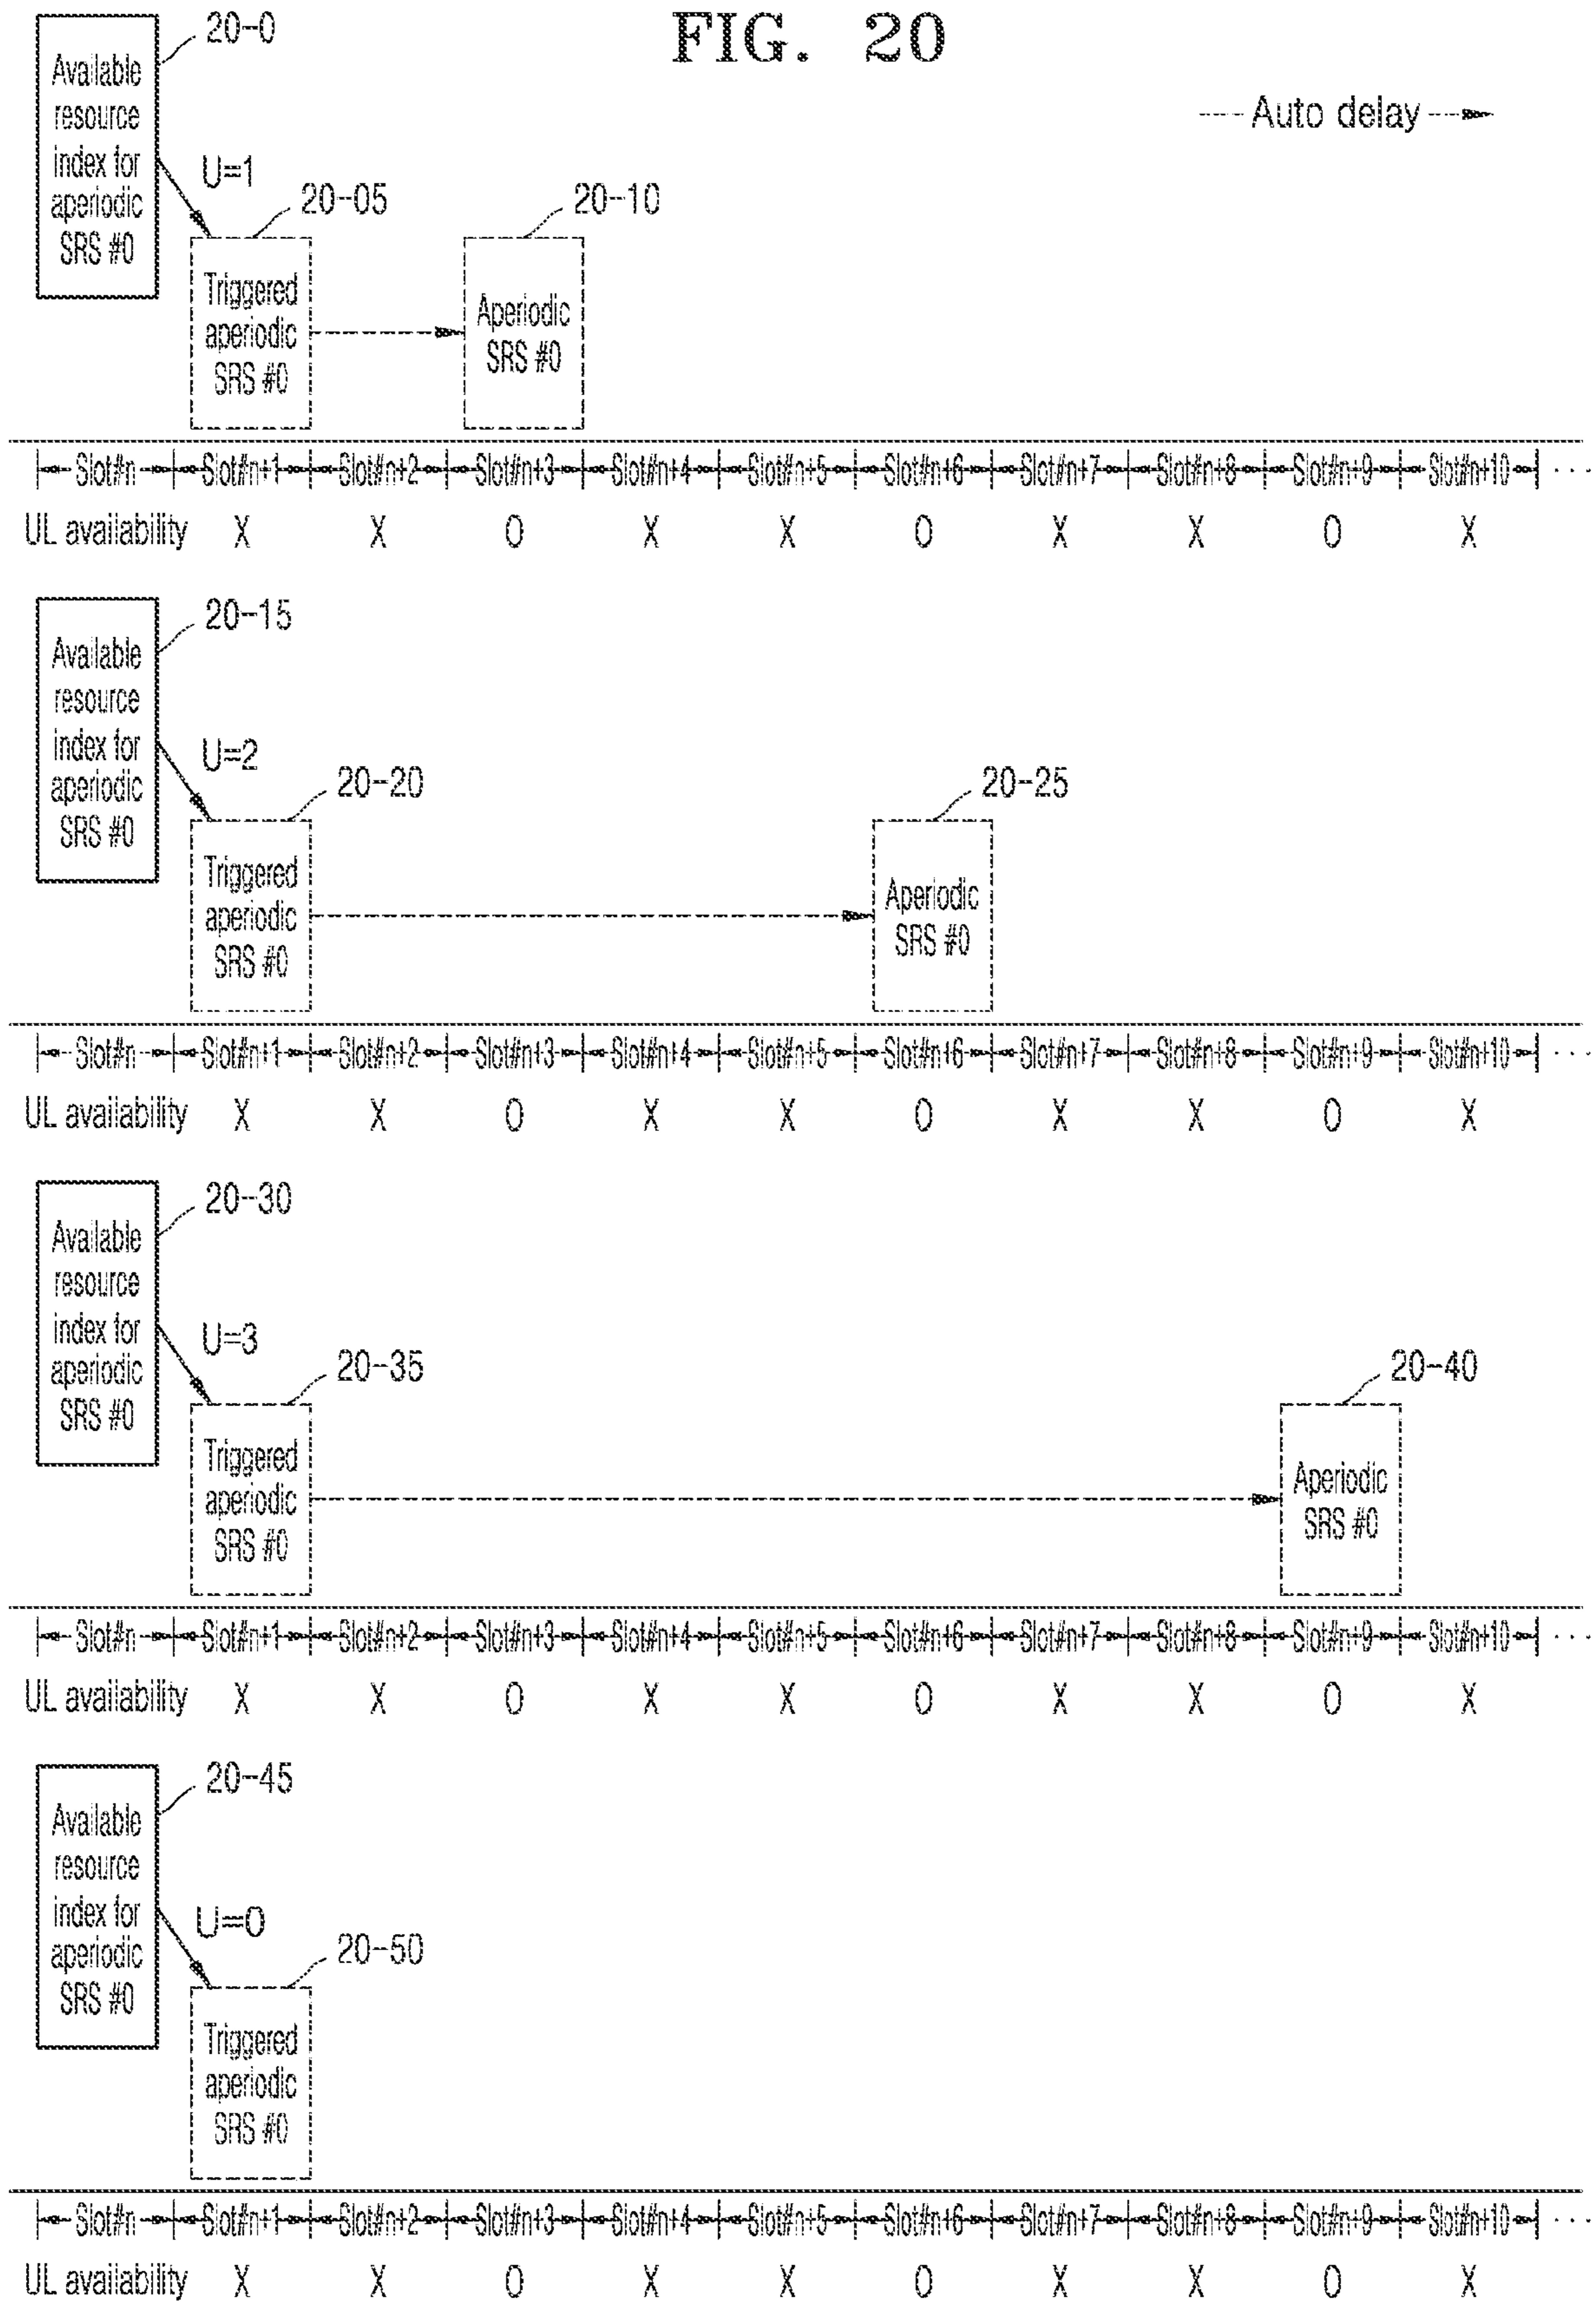 FIG. 20
20-0
Auto delay
Available
resource
index for
aperiodic
SRS #0
U=1
20-05
20-10
Triggered
aperiodic
SRS #0
Aperiodic
SRS #0
Slot#n Slot#n+1 Slot#n+2 Slot#n+3 Slot#n+4 Slot#n+5 Slot#n+6 Slot#n+7 Slot#n+8 Slot#n+9 Slot#n+10 ...
UL availability X X O X X O X X O X
20-15
Available
resource
index for
aperiodic
SRS #0
U=2
20-20
20-25
Triggered
aperiodic
SRS #0
Aperiodic
SRS #0
Slot#n Slot#n+1 Slot#n+2 Slot#n+3 Slot#n+4 Slot#n+5 Slot#n+6 Slot#n+7 Slot#n+8 Slot#n+9 Slot#n+10 ...
UL availability X X O X X O X X O X
20-30
Available
resource
index for
aperiodic
SRS #0
U=3
20-35
20-40
Triggered
aperiodic
SRS #0
Aperiodic
SRS #0
Slot#n Slot#n+1 Slot#n+2 Slot#n+3 Slot#n+4 Slot#n+5 Slot#n+6 Slot#n+7 Slot#n+8 Slot#n+9 Slot#n+10 ...
UL availability X X O X X O X X O X
20-45
Available
resource
index for
aperiodic
SRS #0
U=0
20-50
Triggered
aperiodic
SRS #0
Slot#n Slot#n+1 Slot#n+2 Slot#n+3 Slot#n+4 Slot#n+5 Slot#n+6 Slot#n+7 Slot#n+8 Slot#n+9 Slot#n+10 ...
UL availability X X O X X O X X O X